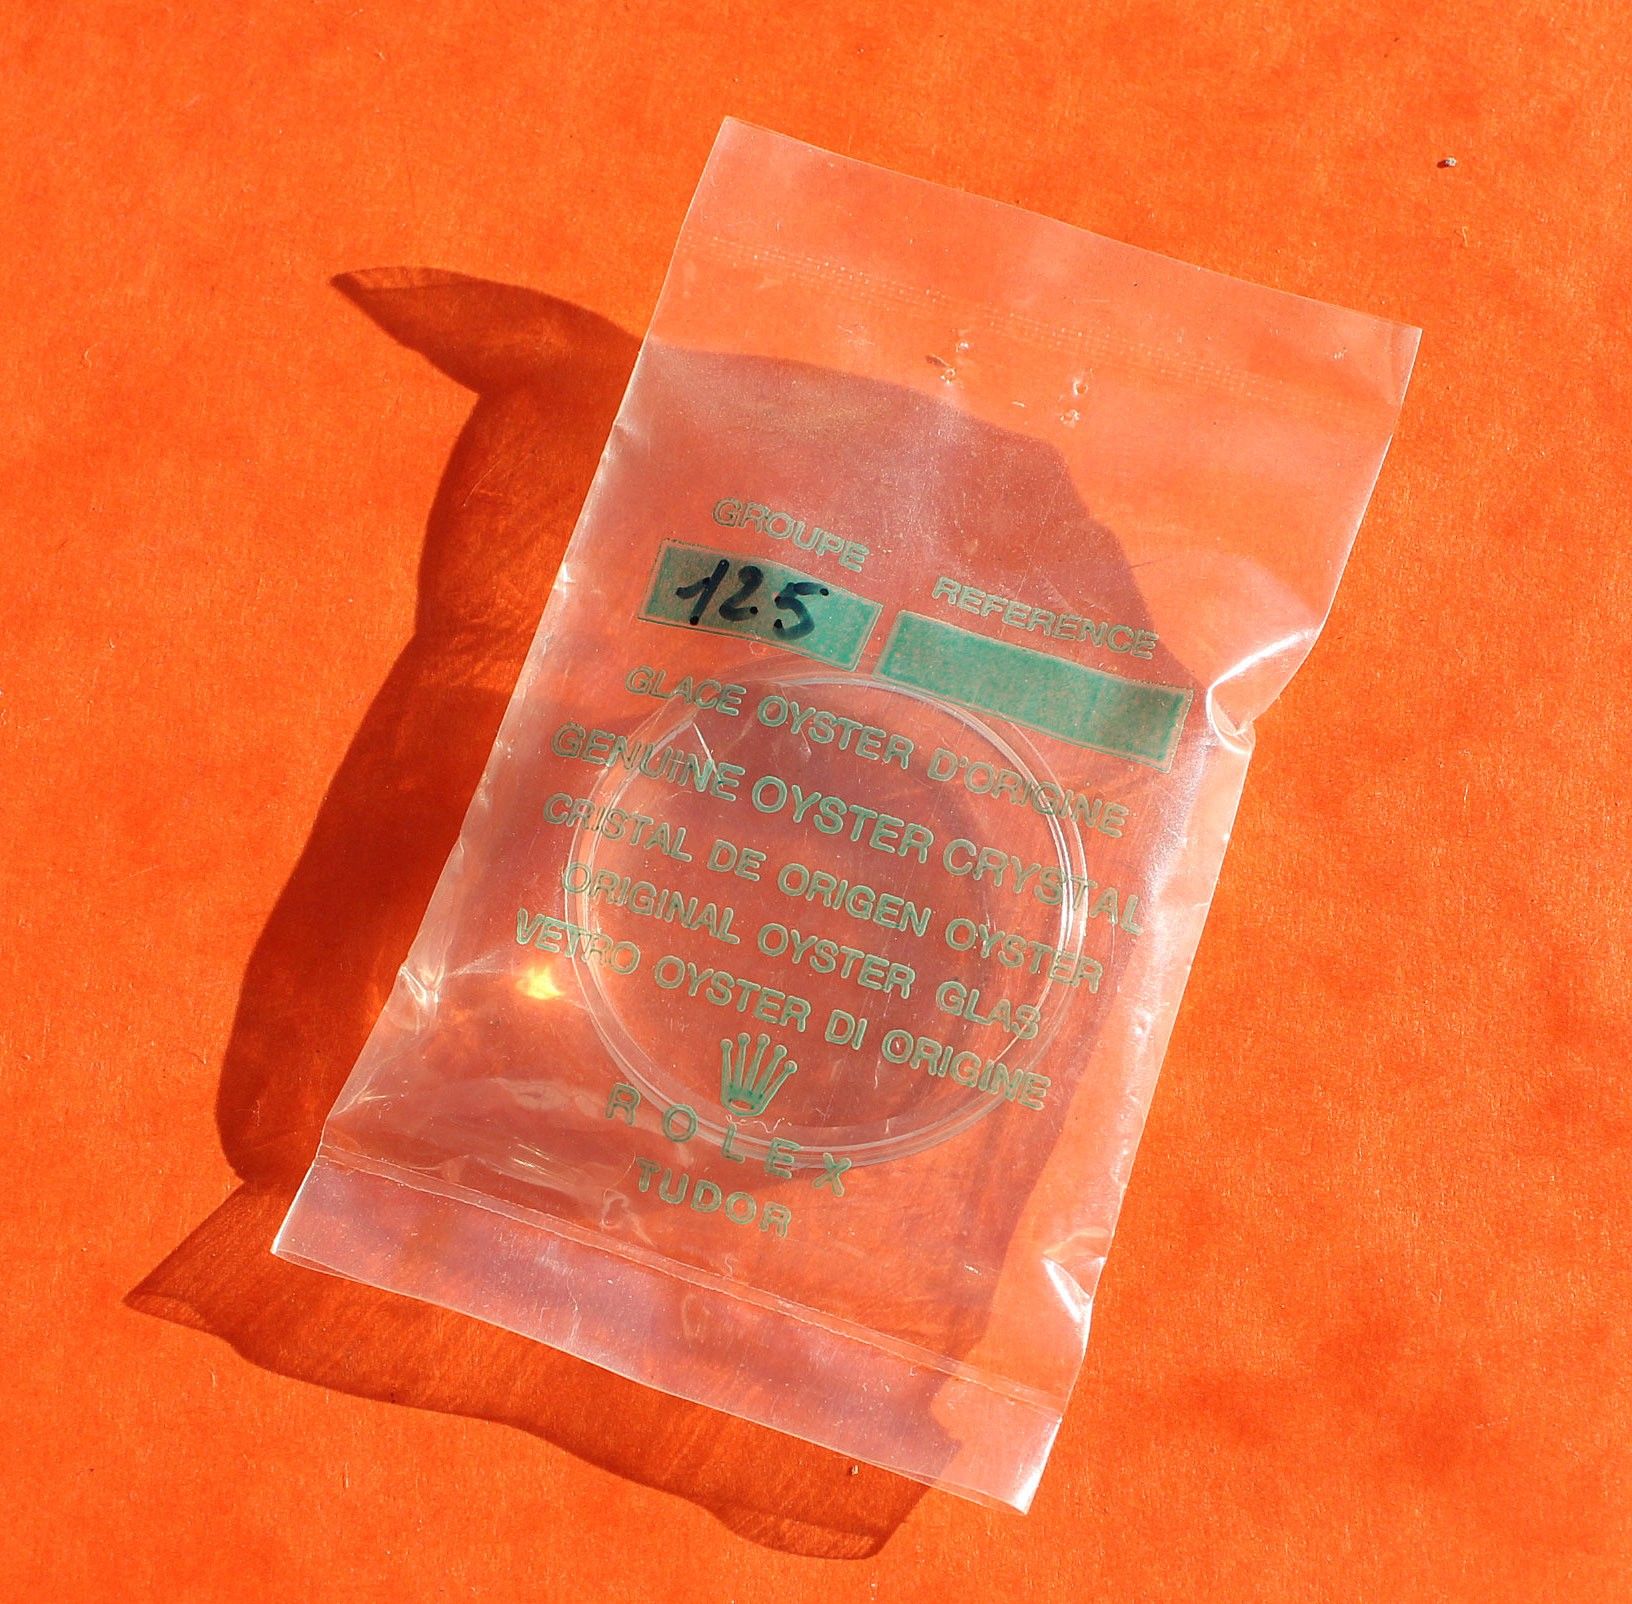 GROUPE REFERENCE
125
GLACE OYSTER D'ORIGINE
GENUINE OYSTER CRYSTAL
CRISTAL DE ORIGEN OYSTER
ORIGINAL OYSTER GLAS
VETRO OYSTER DI ORIGINE
ROLEX
TUDOR